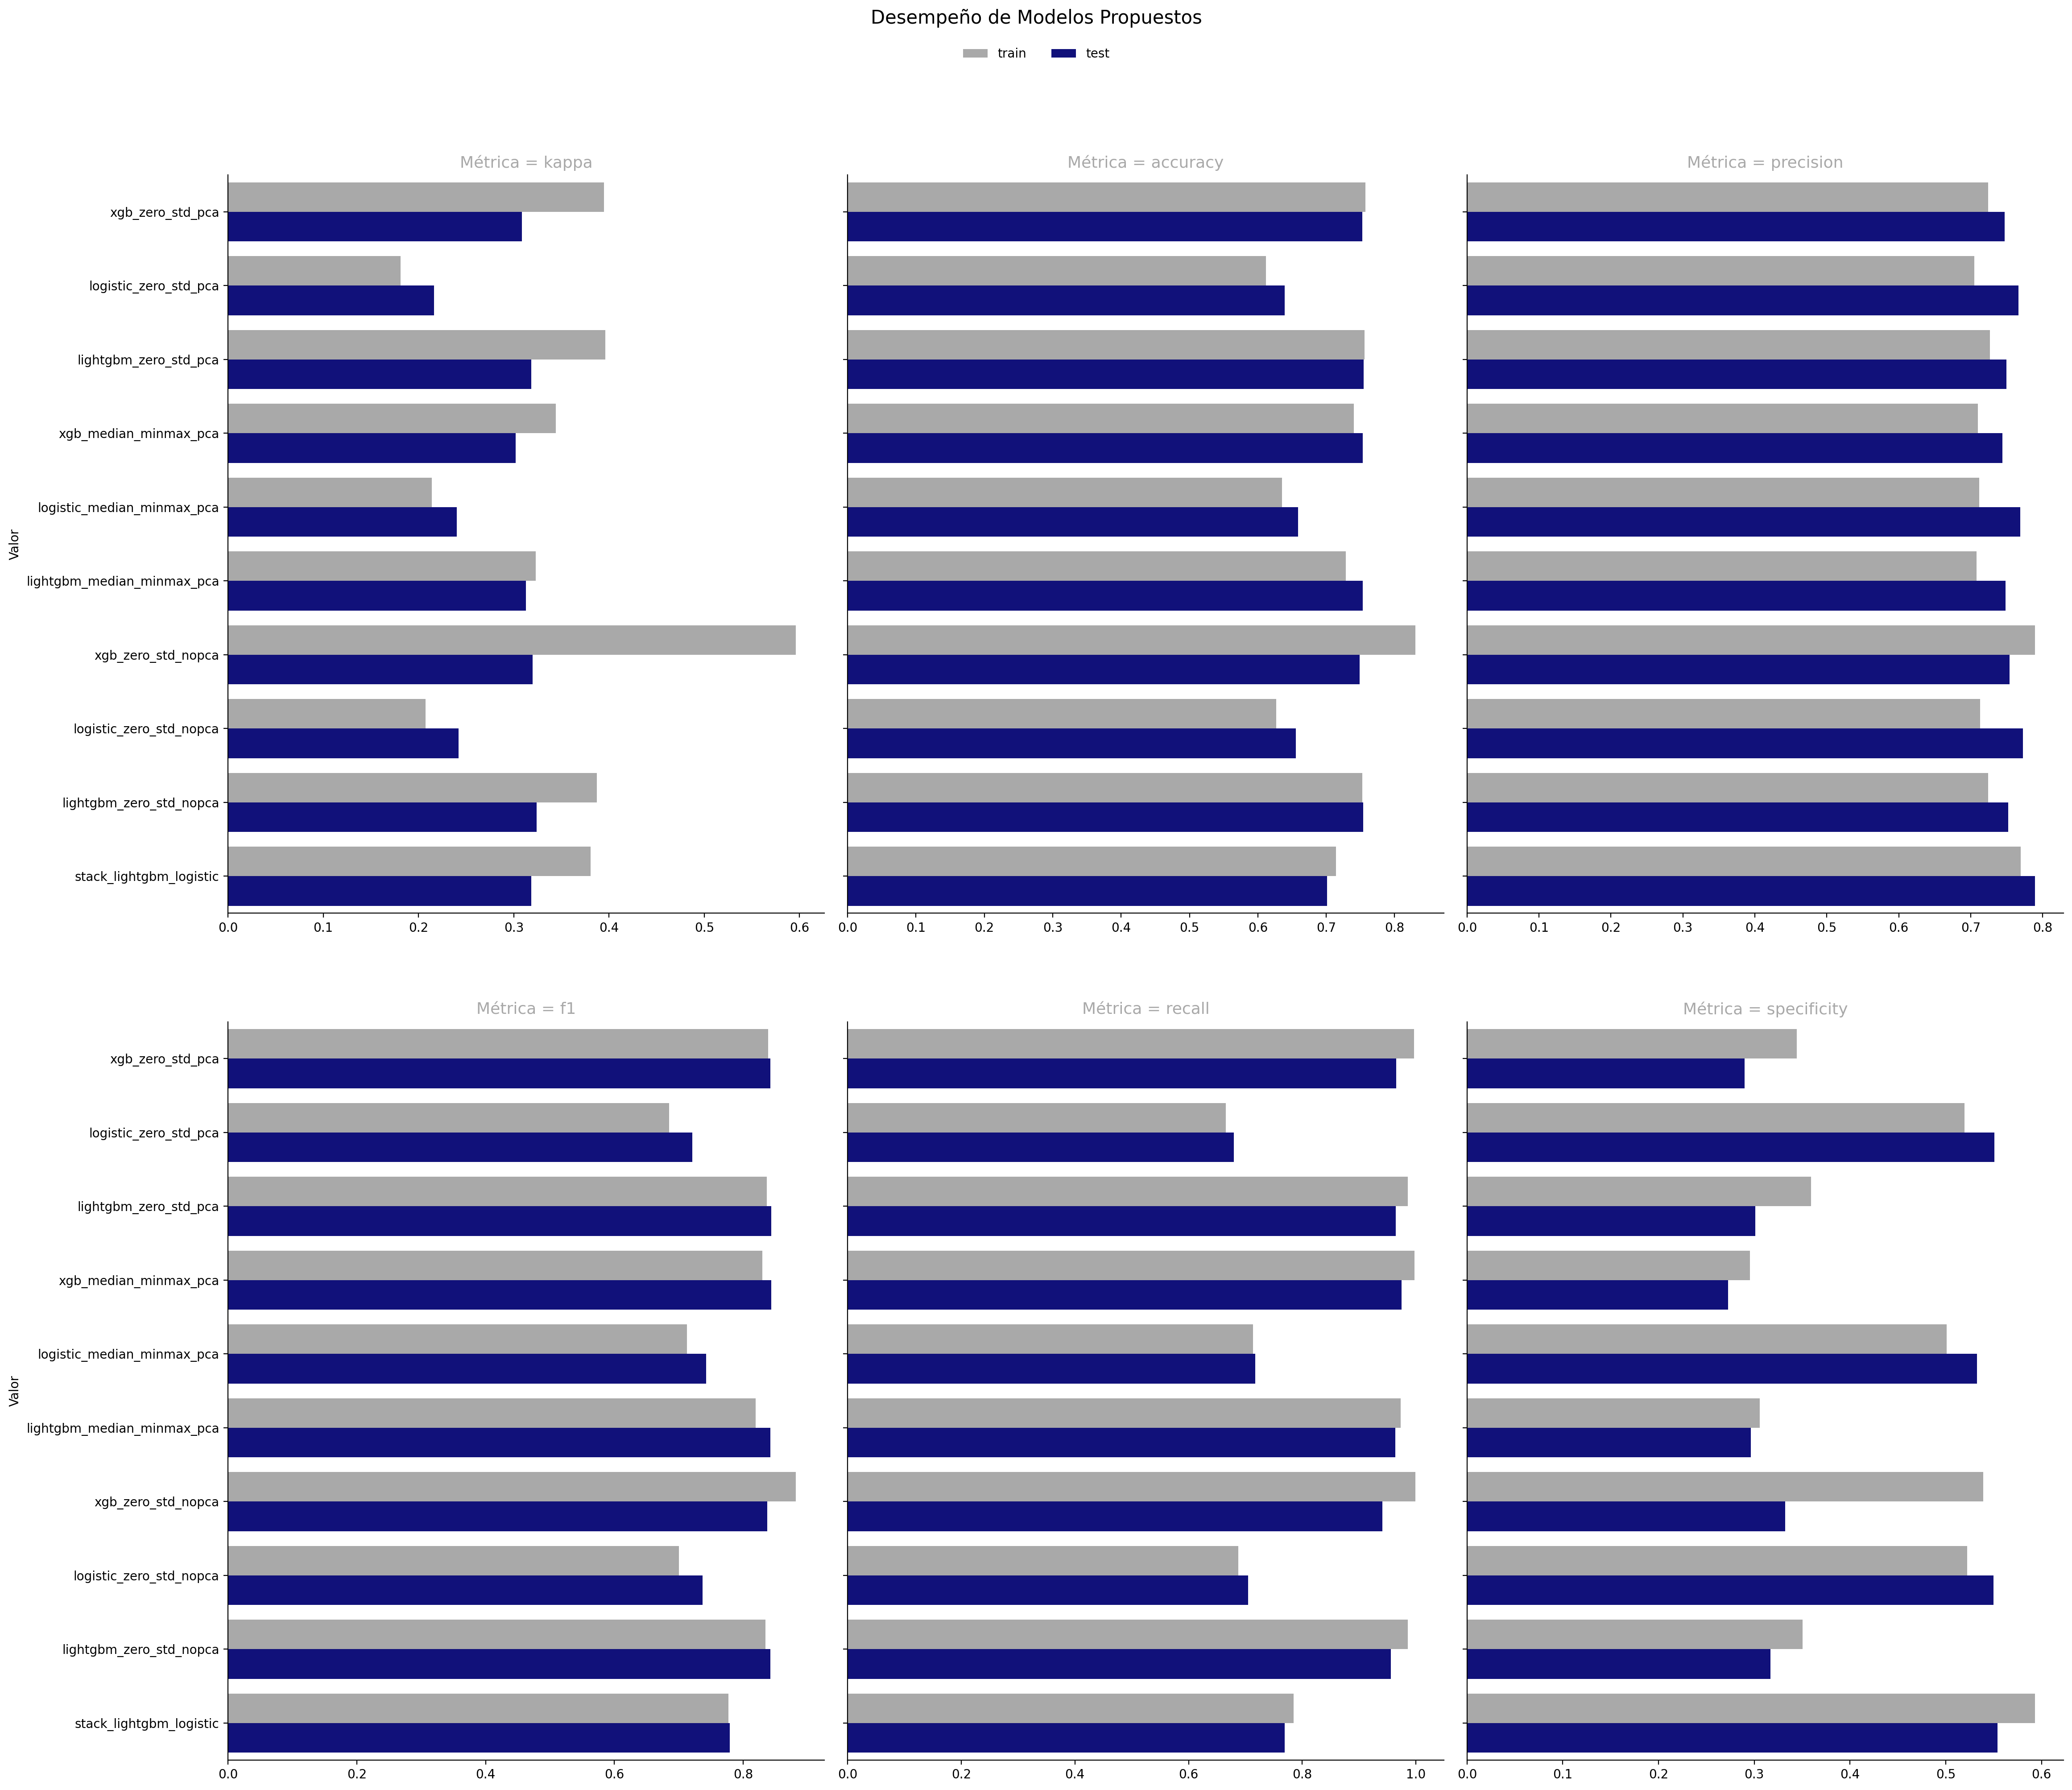 Desempeño de Modelos Propuestos
train test
Métrica = kappa
Métrica = accuracy
Métrica = precision
Valor
xgb_zero_std_pca
logistic_zero_std_pca
lightgbm_zero_std_pca
xgb_median_minmax_pca
logistic_median_minmax_pca
lightgbm_median_minmax_pca
xgb_zero_std_nopca
logistic_zero_std_nopca
lightgbm_zero_std_nopca
stack_lightgbm_logistic
0.0 0.1 0.2 0.3 0.4 0.5 0.6
0.0 0.1 0.2 0.3 0.4 0.5 0.6 0.7 0.8
0.0 0.1 0.2 0.3 0.4 0.5 0.6 0.7 0.8
Métrica = f1
Métrica = recall
Métrica = specificity
Valor
xgb_zero_std_pca
logistic_zero_std_pca
lightgbm_zero_std_pca
xgb_median_minmax_pca
logistic_median_minmax_pca
lightgbm_median_minmax_pca
xgb_zero_std_nopca
logistic_zero_std_nopca
lightgbm_zero_std_nopca
stack_lightgbm_logistic
0.0 0.2 0.4 0.6 0.8
0.0 0.2 0.4 0.6 0.8 1.0
0.0 0.1 0.2 0.3 0.4 0.5 0.6